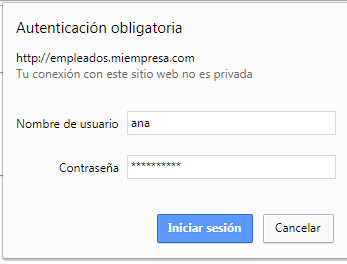 Autenticación obligatoria
http://empleados.miempresa.com
Tu conexión con este sitio web no es privada
Nombre de usuario ana
Contraseña **********
Iniciar sesión Cancelar